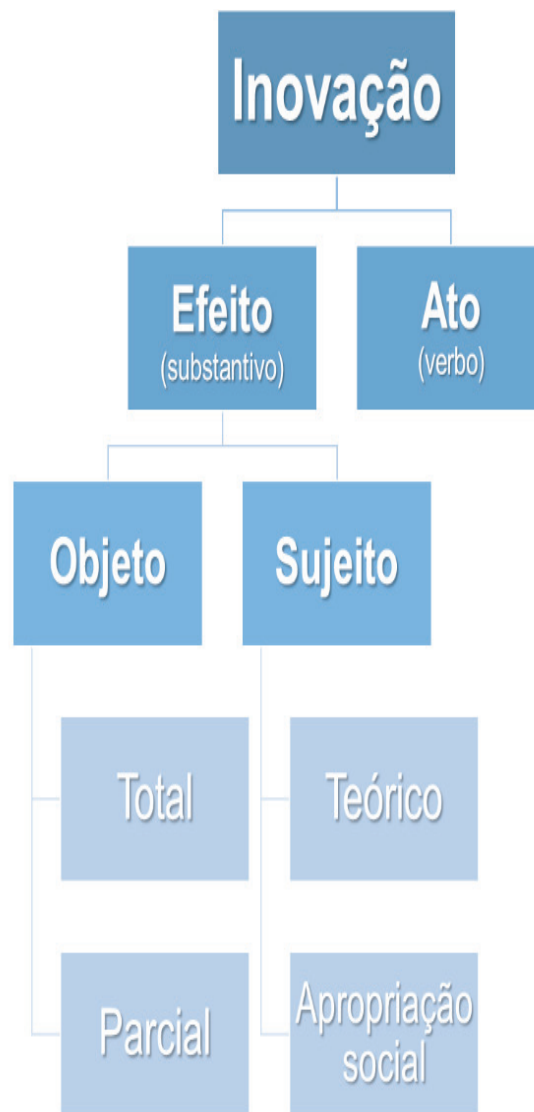 Inovação
Efeito
(substantivo)
Ato
(verbo)
Objeto
Sujeito
Total
Teórico
Parcial
Apropriação
social